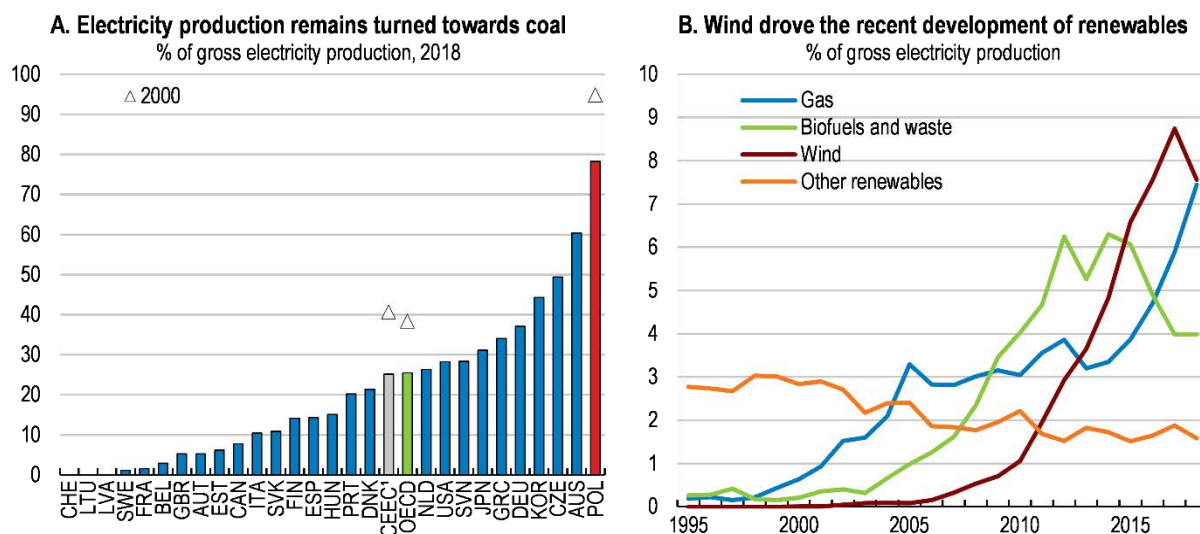 A. Electricity production remains turned towards coal
% of gross electricity production, 2018
100
90
80
70
60
50
40
30
20
10
0
2000
CHE
LTU
LVA
SWE
FRA
BEL
GBR
AUT
EST
CAN
ITA
SVK
FIN
ESP
HUN
PRT
DNK
CEEC¹
OECD
NLD
USA
SVN
JPN
GRC
DEU
KOR
CZE
AUS
POL
B. Wind drove the recent development of renewables
% of gross electricity production
10
9
8
7
6
5
4
3
2
1
0
Gas
Biofuels and waste
Wind
Other renewables
1995
2000
2005
2010
2015